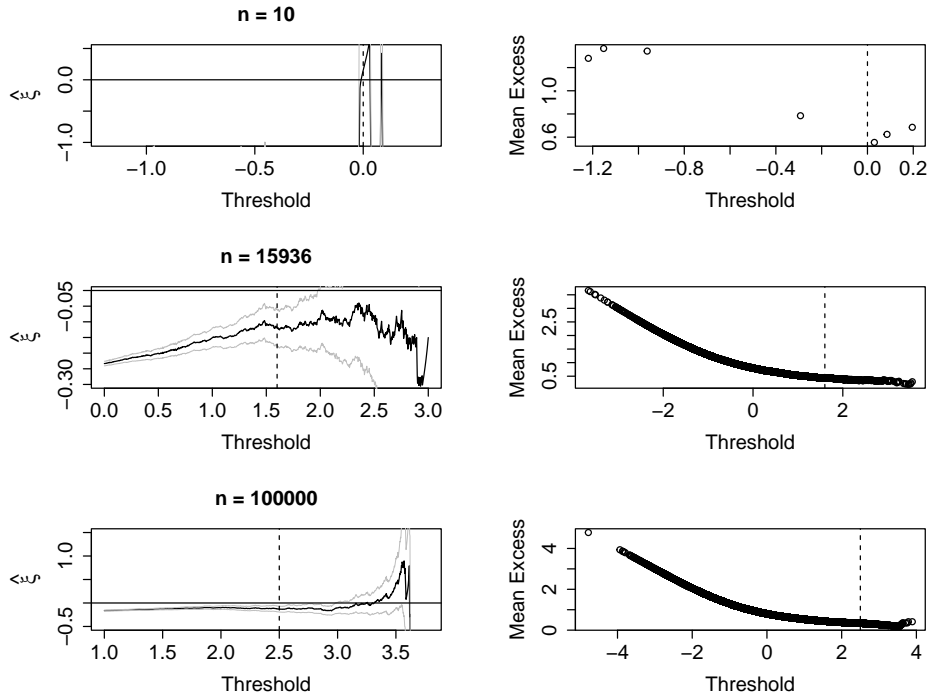 n = 10
0.0
−1.0
ξ̂
−1.0
−0.5
0.0
Threshold
1.0
0.6
Mean Excess
−1.2
−0.8
−0.4
0.0
0.2
Threshold
n = 15936
−0.05
−0.30
ξ̂
0.0
0.5
1.0
1.5
2.0
2.5
3.0
Threshold
2.5
0.5
Mean Excess
−2
0
2
Threshold
n = 100000
1.0
−0.5
ξ̂
1.0
1.5
2.0
2.5
3.0
3.5
Threshold
4
2
0
Mean Excess
−4
−2
0
2
4
Threshold